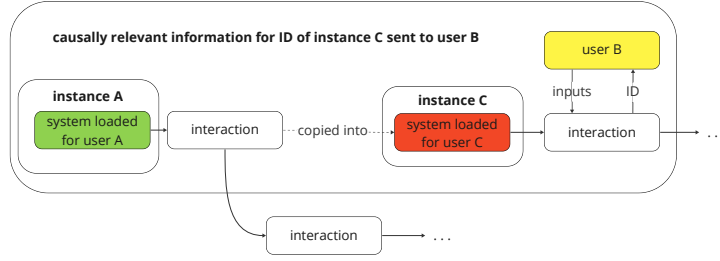 causally relevant information for ID of instance C sent to user B
user B
instance A
instance C
inputs
ID
system loaded
for user A
interaction
copied into
system loaded
for user C
interaction
. .
interaction
. . .